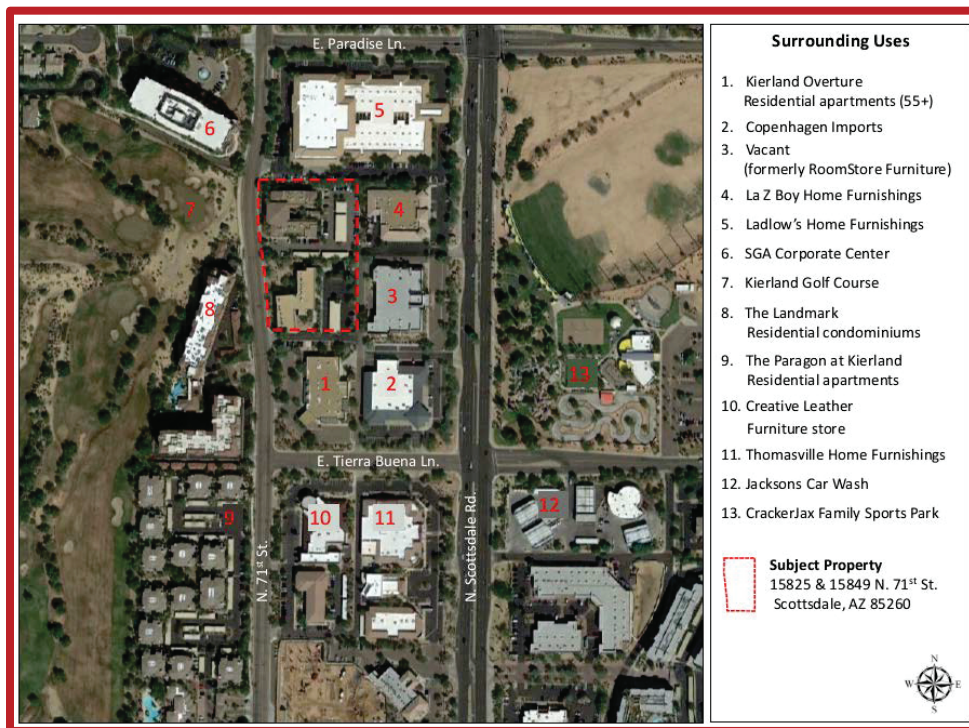 E. Paradise Ln.
5
6
7
4
3
8
1
2
13
E. Tierra Buena Ln.
9
10
11
12
N. 71st St.
N. Scottsdale Rd.
Surrounding Uses
1. Kierland Overture
Residential apartments (55+)
2. Copenhagen Imports
3. Vacant
(formerly RoomStore Furniture)
4. La Z Boy Home Furnishings
5. Ladlow's Home Furnishings
6. SGA Corporate Center
7. Kierland Golf Course
8. The Landmark
Residential condominiums
9. The Paragon at Kierland
Residential apartments
10. Creative Leather
Furniture store
11. Thomasville Home Furnishings
12. Jacksons Car Wash
13. CrackerJax Family Sports Park
Subject Property
15825 & 15849 N. 71st St.
Scottsdale, AZ 85260
N
W E
S